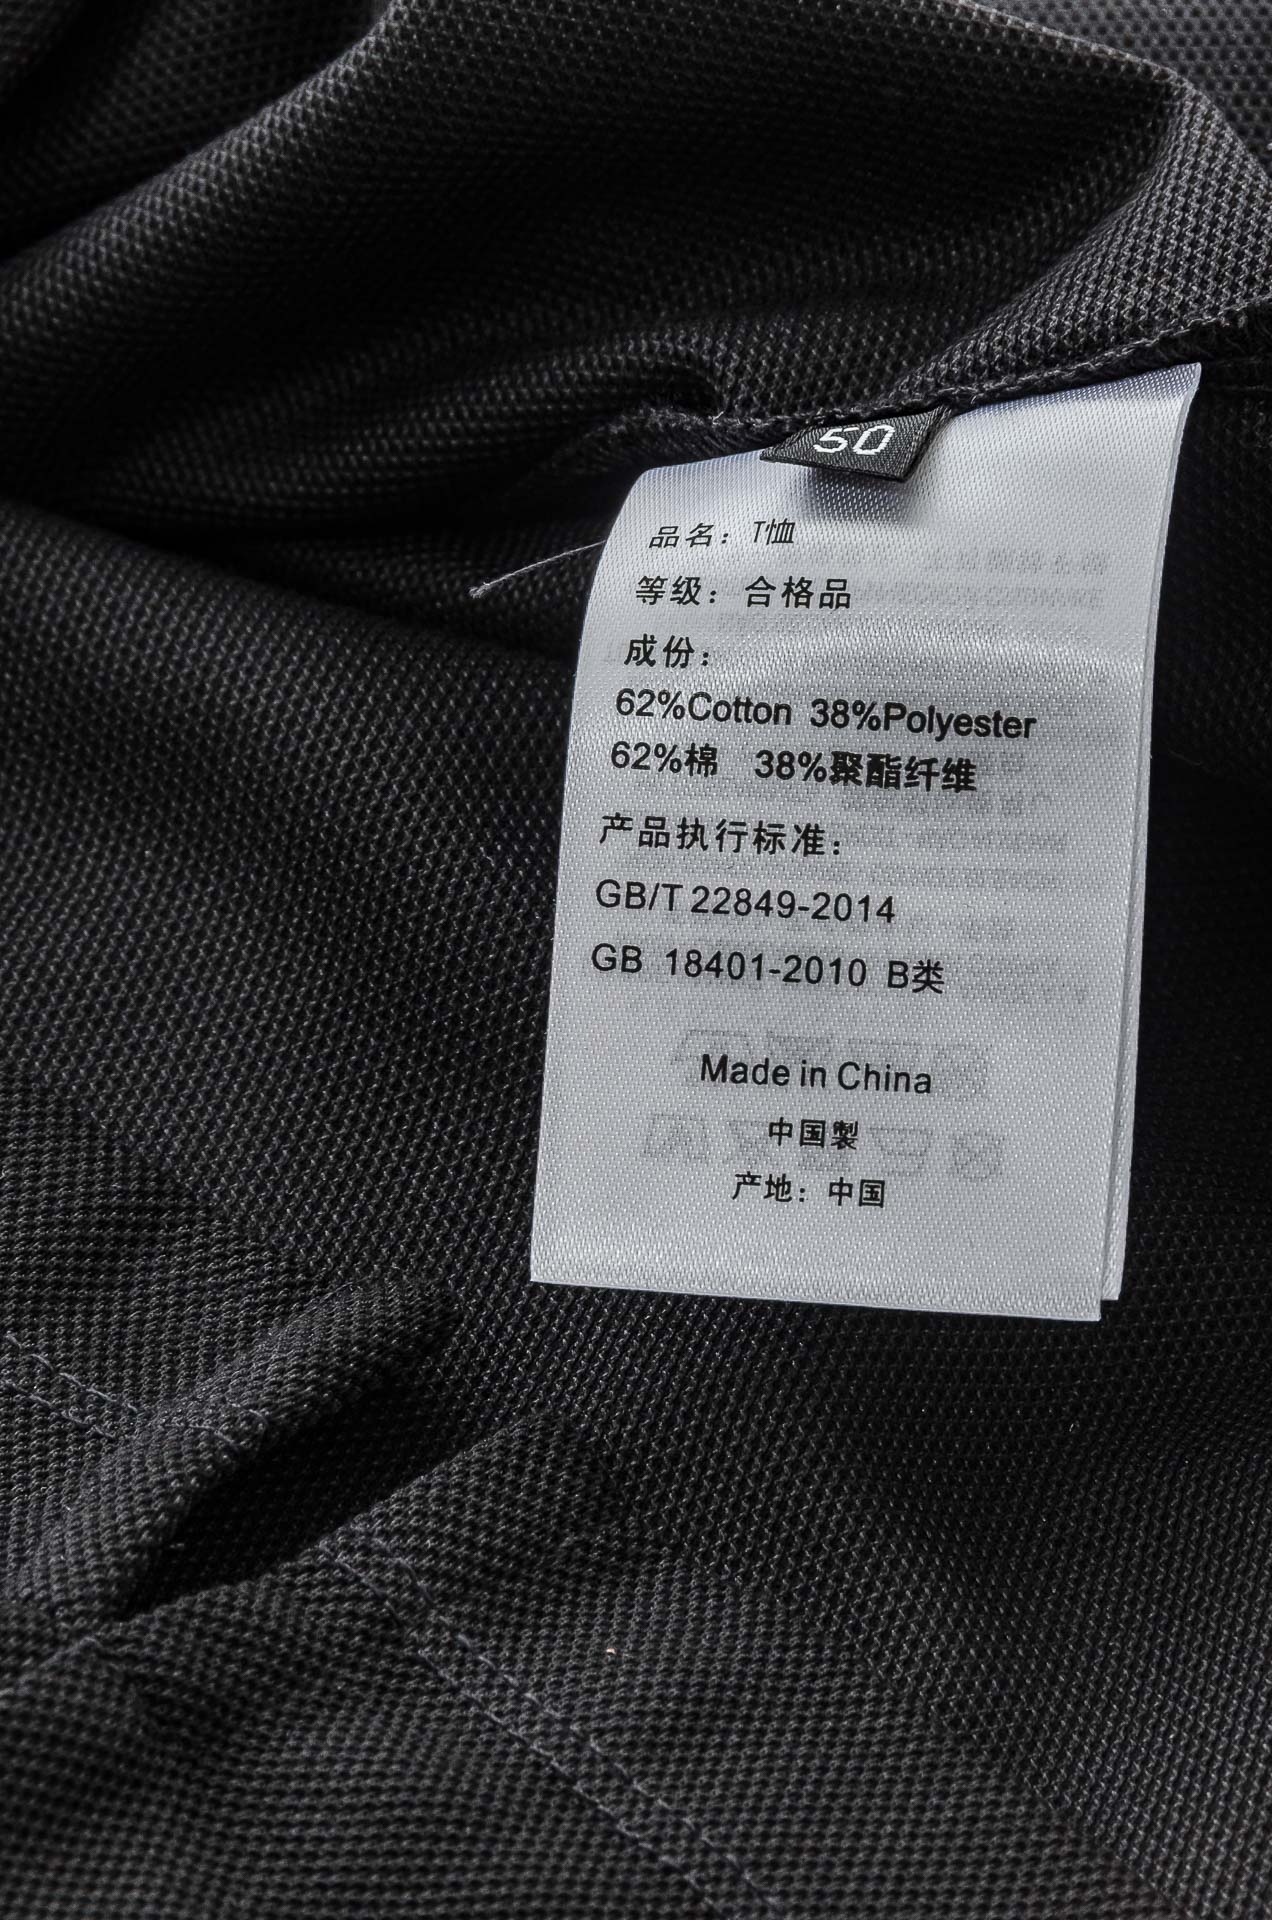 50
品名：T恤
等级：合格品
成份：
62%Cotton 38%Polyester
62%棉 38%聚酯纤维
产品执行标准：
GB/T 22849-2014
GB 18401-2010 B类
Made in China
中国製
产地：中国